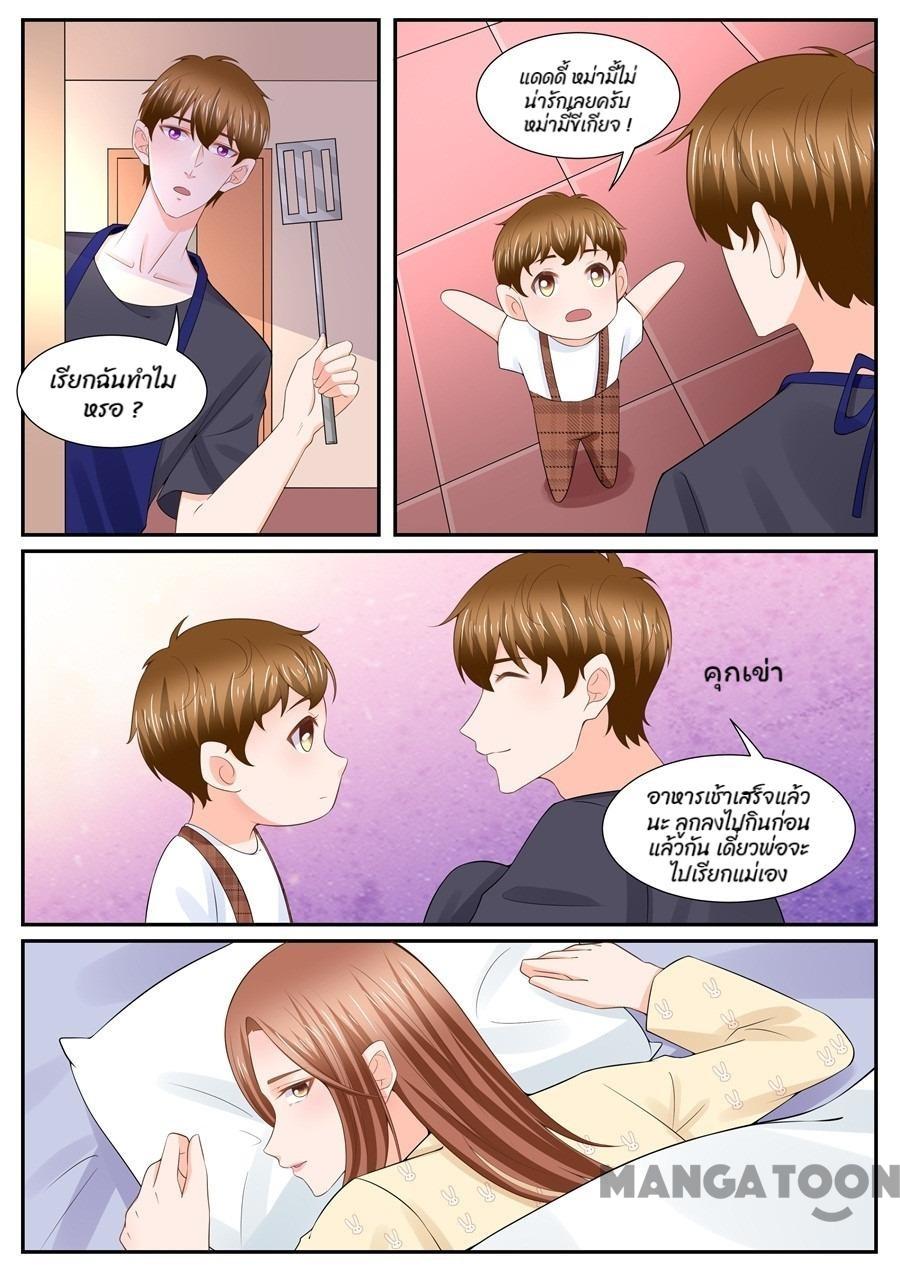 เรียกฉันทำไม
หรอ ?
แดดดี้ หม่ามี้ไม่
น่ารักเลยครับ
หม่ามี้ขี้เกียจ !
คุกเข่า
อาหารเช้าเสร็จแล้ว
นะ ลูกลงไปกินก่อน
แล้วกัน เดี๋ยวพ่อจะ
ไปเรียกแม่เอง
MANGATOON